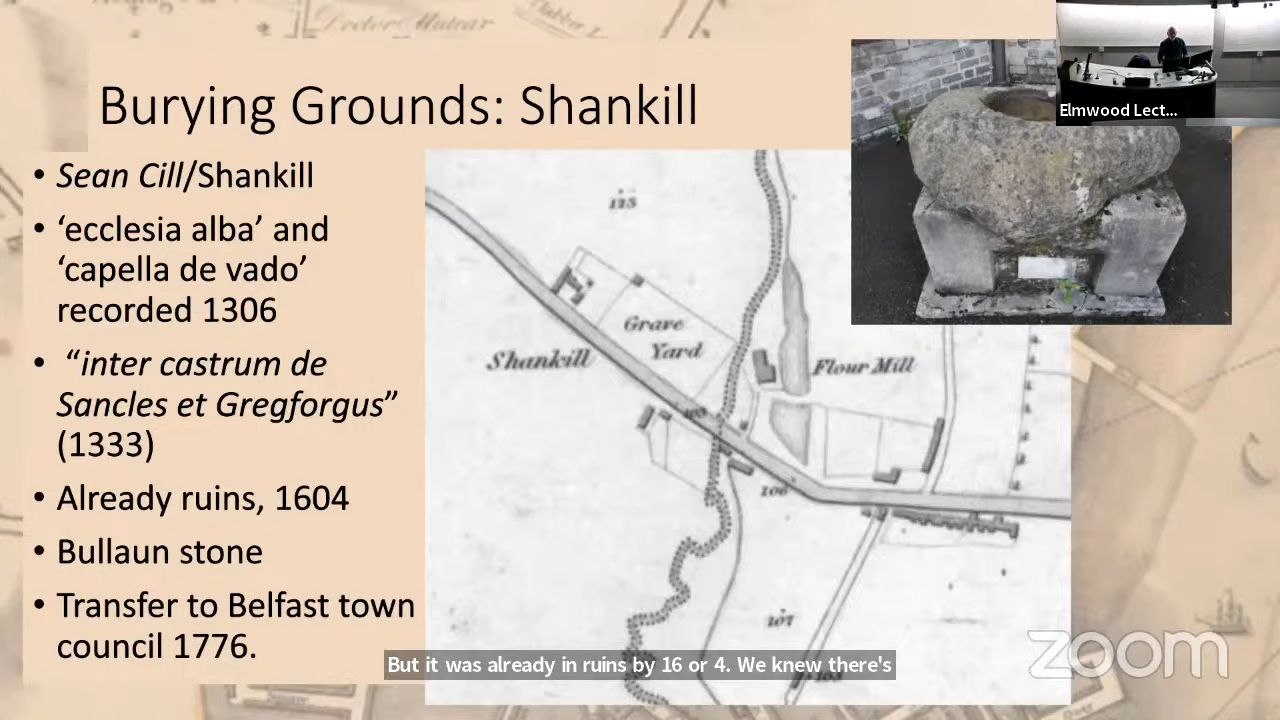 Doctor Mutear
Burying Grounds: Shankill
Elmwood Lect...
• Sean Cill/Shankill
• ‘ecclesia alba’ and
‘capella de vado’
recorded 1306
• “inter castrum de
Sancles et Gregforgus”
(1333)
• Already ruins, 1604
• Bullaun stone
• Transfer to Belfast town
council 1776.
125
Grave
Yard
Shankill
Flour Mill
106
107
But it was already in ruins by 16 or 4. We knew there's
zoom